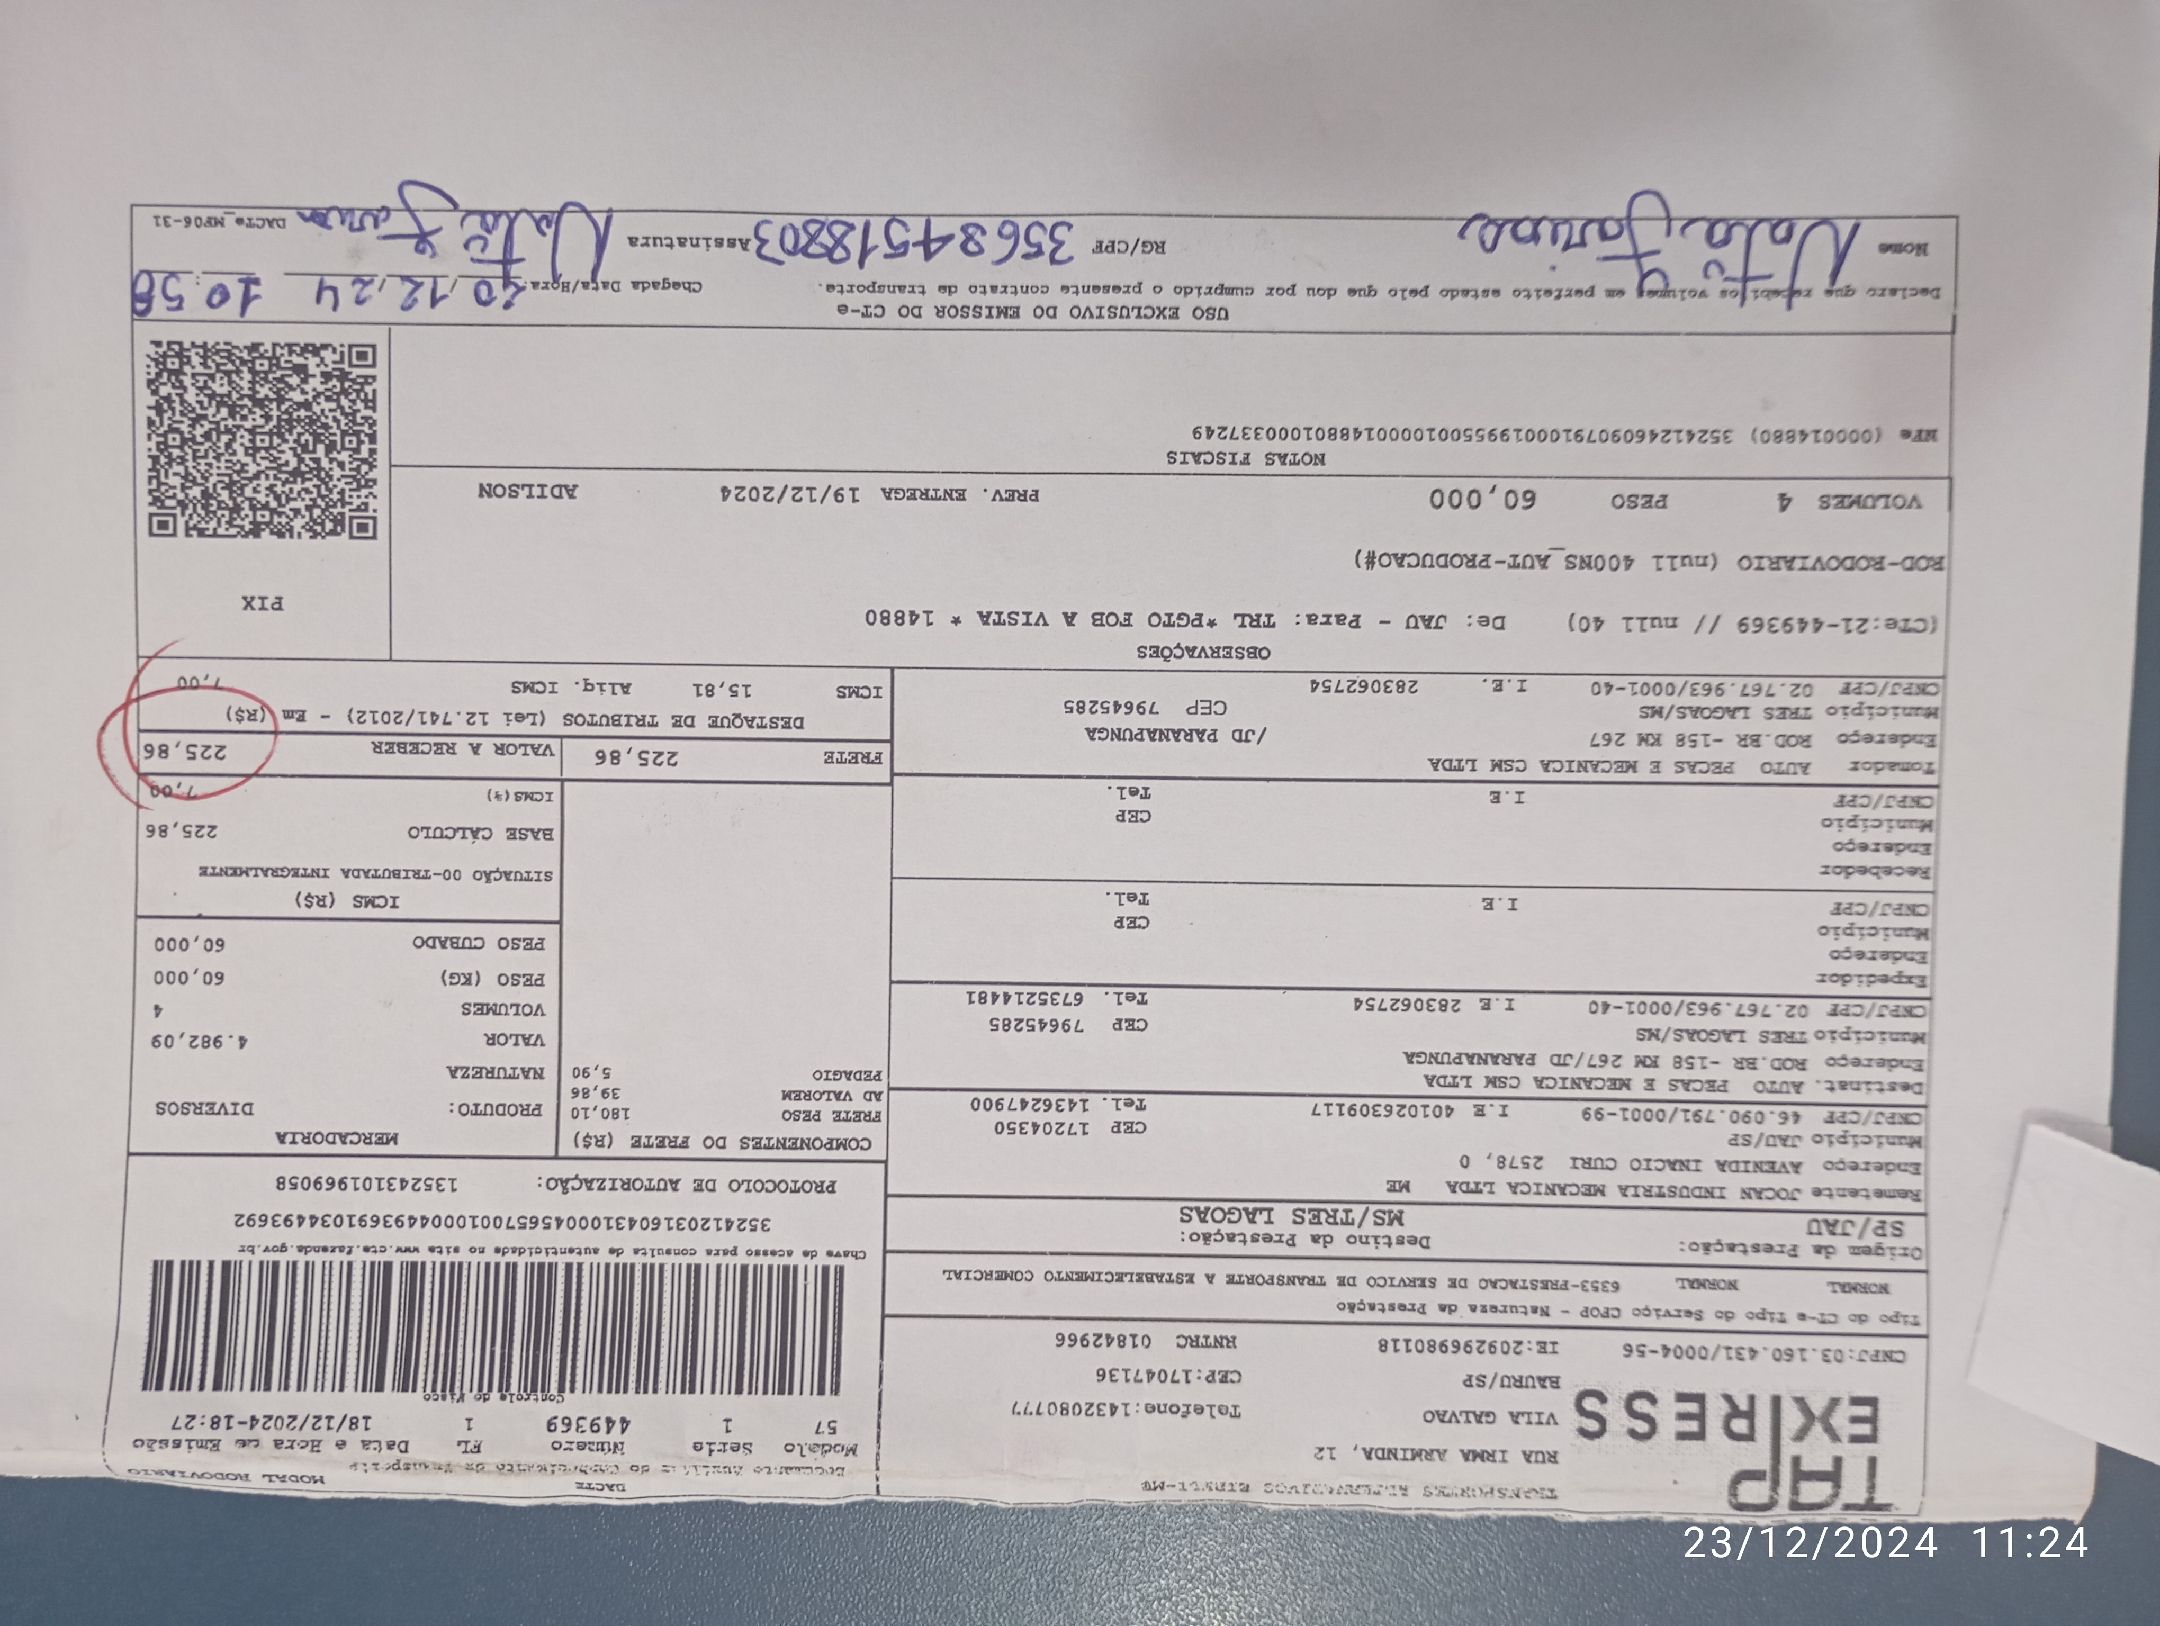 TAP
EXPRESS
TRANSPORTES ALTERNATIVOS EIRELI-ME
RUA IRMA ARMINDA, 12
VILA GALVAO
BAURU/SP
Telefone:1432080777
CEP:17047136
CNPJ:03.160.431/0004-56 IE:209296980118 RNTRC 01842966
DACTE
MODAL RODOVIÁRIO
Documento Auxiliar do Conhecimento de Transporte
Modelo Serie Número FL Data e Hora de Emissão
57 1 449369 1 18/12/2024-18:27
Controle do Fisco
Chave de acesso para consulta de autenticidade no site www.cte.fazenda.gov.br
35241203160431000456570010004493691034493692
PROTOCOLO DE AUTORIZAÇÃO: 135243101969058
Tipo do CT-e Tipo do Serviço CFOP - Natureza da Prestação
NORMAL NORMAL 6353-PRESTACAO DE SERVICO DE TRANSPORTE A ESTABELECIMENTO COMERCIAL
Origem da Prestação: Destino da Prestação:
SP/JAU MS/TRES LAGOAS
Remetente JOCAN INDUSTRIA MECANICA LTDA ME
Endereço AVENIDA INACIO CURI 2578, 0
Município JAU/SP CEP 17204350
CNPJ/CPF 46.090.791/0001-99 I.E 401026309117 Tel. 1436247900
Destinat. AUTO PECAS E MECANICA CSM LTDA
Endereço ROD.BR -158 KM 267/JD PARANAPUNGA
Município TRES LAGOAS/MS CEP 79645285
CNPJ/CPF 02.767.963/0001-40 I.E 283062754 Tel. 6735214481
Expedidor
Endereço
Município CEP
CNPJ/CPF I.E Tel.
Recebedor
Endereço
Município CEP
CNPJ/CPF I.E Tel.
Tomador AUTO PECAS E MECANICA CSM LTDA
Endereço ROD.BR -158 KM 267 /JD PARANAPUNGA
Município TRES LAGOAS/MS CEP 79645285
CNPJ/CPF 02.767.963/0001-40 I.E. 283062754
COMPONENTES DO FRETE (R$)
FRETE PESO 180,10
AD VALOREM 39,86
PEDAGIO 5,90
MERCADORIA
PRODUTO: DIVERSOS
NATUREZA
VALOR 4.982,09
VOLUMES 4
PESO (KG) 60,000
PESO CUBADO 60,000
ICMS (R$)
SITUAÇÃO 00-TRIBUTADA INTEGRALMENTE
BASE CÁLCULO 225,86
ICMS(%) 7,00
FRETE 225,86 VALOR A RECEBER 225,86
DESTAQUE DE TRIBUTOS (Lei 12.741/2012) - Em (R$)
ICMS 15,81 Aliq. ICMS 7,00
OBSERVAÇÕES
(CTe:21-449369 // null 40) De: JAU - Para: TRL *PGTO FOB A VISTA * 14880
ROD-RODOVIARIO (null 400NS_AUT-PRODUCAO#)
PIX
VOLUMES 4 PESO 60,000 PREV. ENTREGA 19/12/2024 ADILSON
NOTAS FISCAIS
NFe (000014880) 35241246090791000199550010000148801000337249
USO EXCLUSIVO DO EMISSOR DO CT-e
Declaro que recebi os volumes em perfeito estado pelo que dou por cumprido o presente contrato de transporte.
Chegada Data/Hora: 20/12/24 10:50
Nome RG/CPF 35684518803 Assinatura
DACTe_MF06-31
23/12/2024 11:24